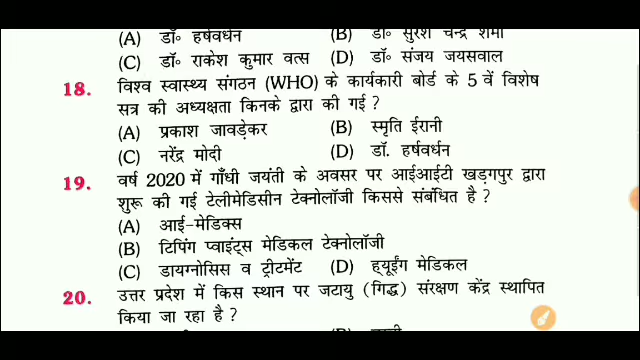 (A) डॉ॰ हर्षवर्धन (B) डॉ॰ सुरेश चन्द्र शर्मा
(C) डॉ॰ राकेश कुमार वत्स (D) डॉ॰ संजय जयसवाल
18. विश्व स्वास्थ्य संगठन (WHO) के कार्यकारी बोर्ड के 5 वें विशेष
सत्र की अध्यक्षता किनके द्वारा की गई ?
(A) प्रकाश जावड़ेकर (B) स्मृति ईरानी
(C) नरेंद्र मोदी (D) डॉ. हर्षवर्धन
19. वर्ष 2020 में गाँधी जयंती के अवसर पर आईआईटी खड़गपुर द्वारा
शुरू की गई टेलीमेडिसीन टेक्नोलॉजी किससे संबंधित है ?
(A) आई-मेडिक्स
(B) टिपिंग प्वाइंट्स मेडिकल टेक्नोलॉजी
(C) डायग्नोसिस व ट्रीटमेंट (D) ह्यूईंग मेडिकल
20. उत्तर प्रदेश में किस स्थान पर जटायु (गिद्ध) संरक्षण केंद्र स्थापित
किया जा रहा है ?